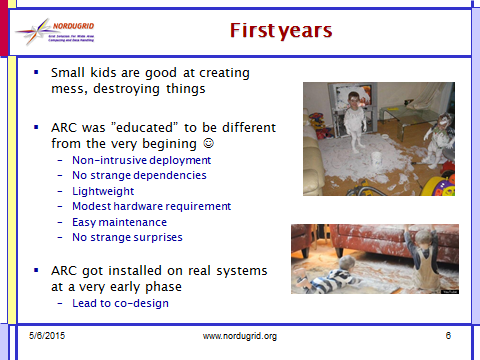 NORDUGRID
Grid Solution for Wide Area
Computing and Data Handling
First years
▪ Small kids are good at creating
mess, destroying things
▪ ARC was ”educated” to be different
from the very begining ☺
– Non-intrusive deployment
– No strange dependencies
– Lightweight
– Modest hardware requirement
– Easy maintenance
– No strange surprises
▪ ARC got installed on real systems
at a very early phase
– Lead to co-design
5/6/2015
www.nordugrid.org
6